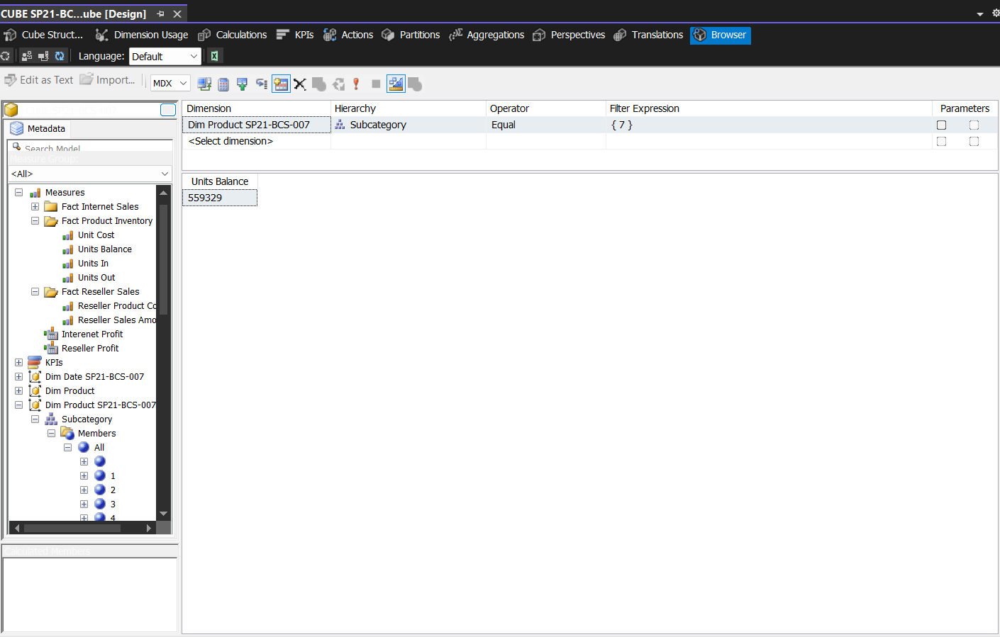 CUBE SP21-BC...ube [Design]
Cube Struct... Dimension Usage Calculations KPIs Actions Partitions Aggregations Perspectives Translations Browser
Language: Default
Edit as Text Import... MDX
Metadata
Search Model
Measure Group:
<All>
Measures
Fact Internet Sales
Fact Product Inventory
Unit Cost
Units Balance
Units In
Units Out
Fact Reseller Sales
Reseller Product Co
Reseller Sales Amo
Interenet Profit
Reseller Profit
KPIs
Dim Date SP21-BCS-007
Dim Product
Dim Product SP21-BCS-007
Subcategory
Members
All
1
2
3
4
Calculated Members
Dimension Hierarchy Operator Filter Expression Parameters
Dim Product SP21-BCS-007 Subcategory Equal { 7 }
<Select dimension>
Units Balance
559329